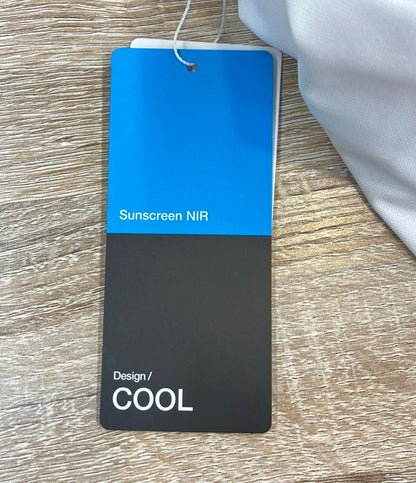 Sunscreen NIR
Design /
COOL